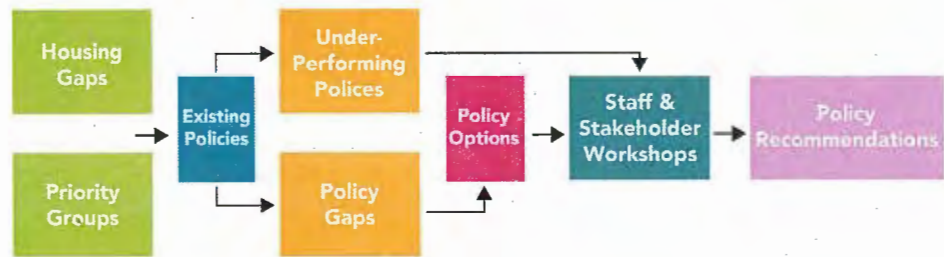 Housing
Gaps
Priority
Groups
Existing
Policies
Under-
Performing
Polices
Policy
Gaps
Policy
Options
Staff &
Stakeholder
Workshops
Policy
Recommendations